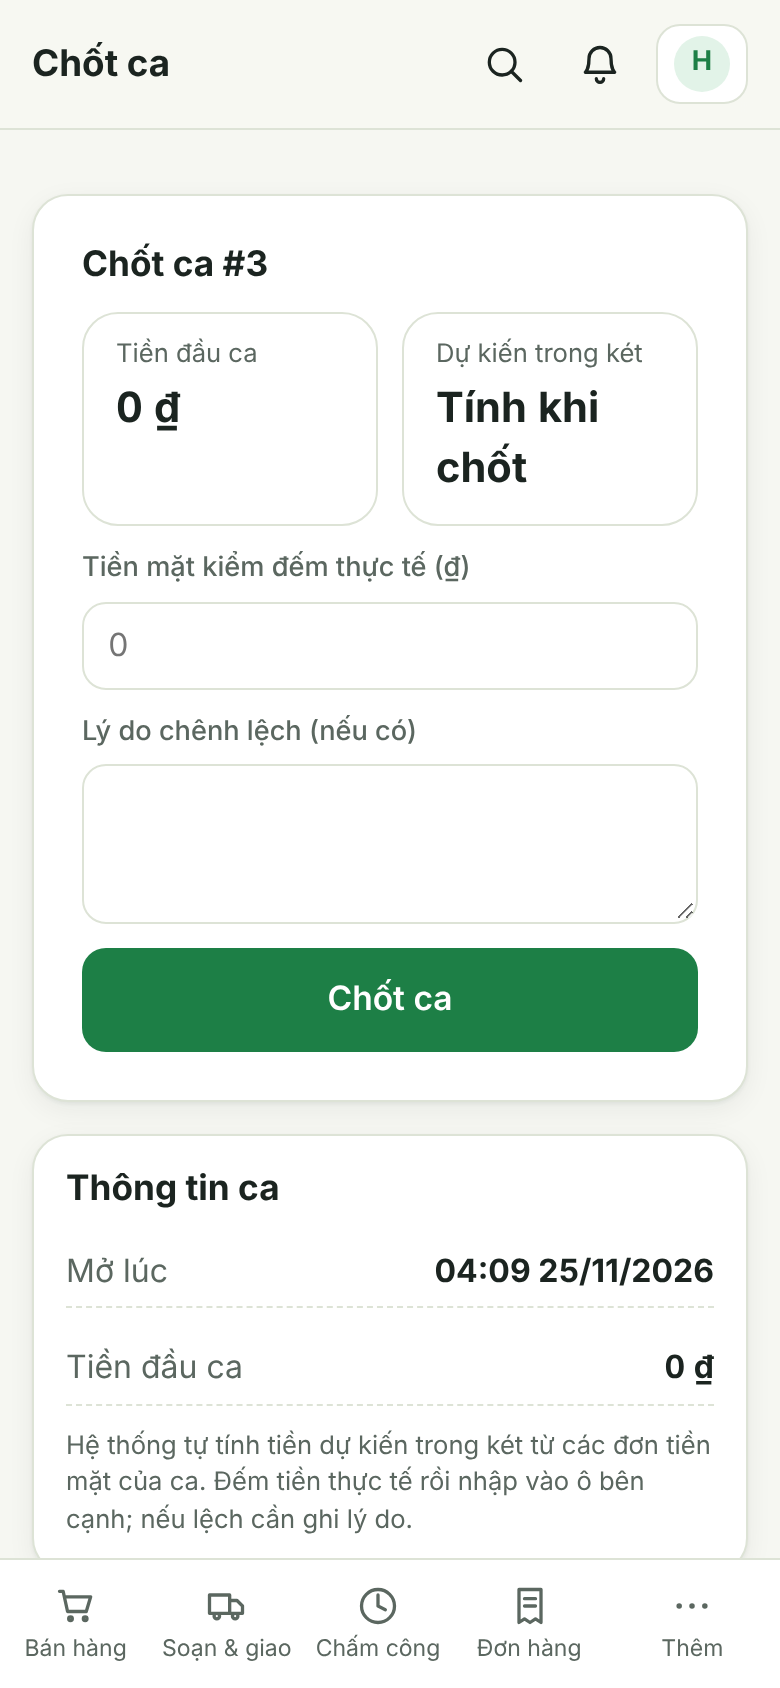 Chốt ca
H
Chốt ca #3
Tiền đầu ca
0 ₫
Dự kiến trong két
Tính khi
chốt
Tiền mặt kiểm đếm thực tế (₫)
0
Lý do chênh lệch (nếu có)
Chốt ca
Thông tin ca
Mở lúc
04:09 25/11/2026
Tiền đầu ca
0 ₫
Hệ thống tự tính tiền dự kiến trong két từ các đơn tiền
mặt của ca. Đếm tiền thực tế rồi nhập vào ô bên
cạnh; nếu lệch cần ghi lý do.
Bán hàng
Soạn & giao
Chấm công
Đơn hàng
Thêm